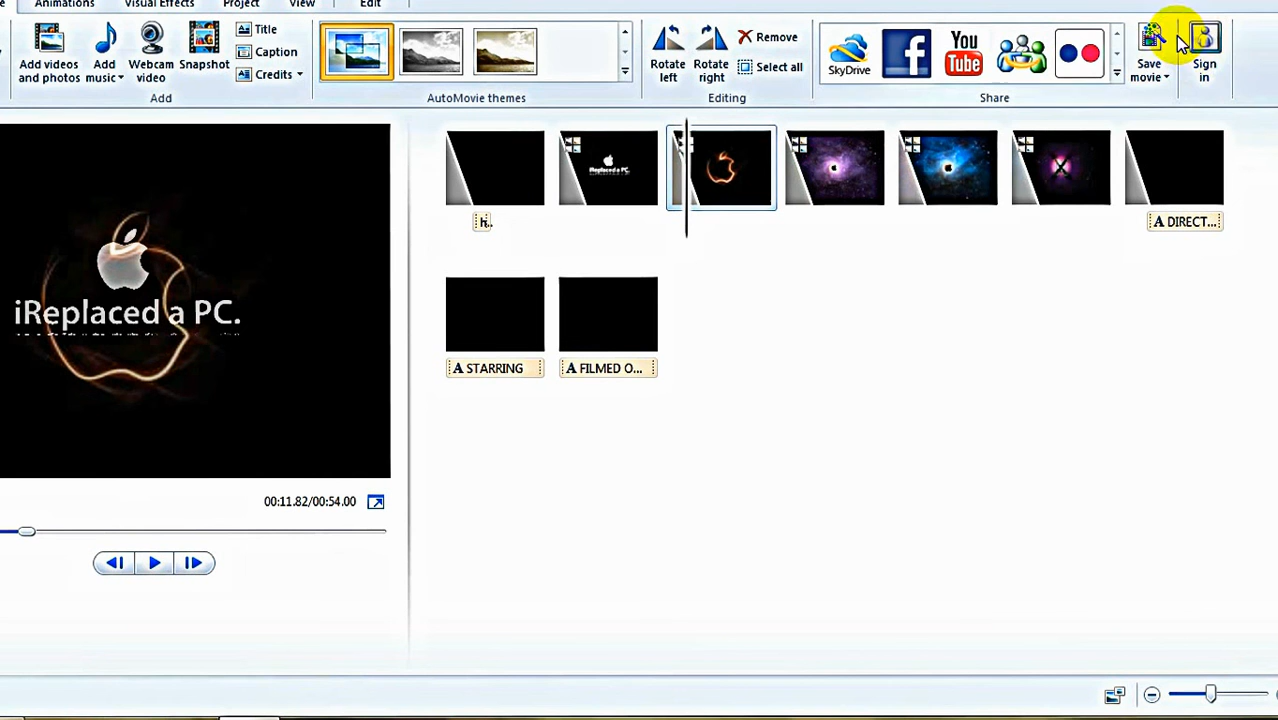 Animations Visual Effects Project View Edit
Add videos and photos
Add music
Webcam video
Snapshot
Title
Caption
Credits
Add
AutoMovie themes
Rotate left
Rotate right
Remove
Select all
Editing
SkyDrive
f
You Tube
Share
Save movie
Sign in
iReplaced a PC.
iReplaced a PC.
h..
A DIRECT...
A STARRING
A FILMED O...
00:11.82/00:54.00